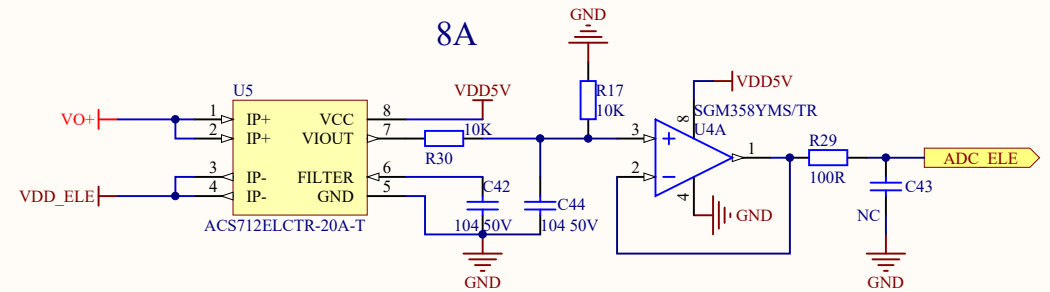 GND
8A
U5
VDD5V
R17
10K
VDD5V
SGM358YMS/TR
U4A
VO+
1
2
IP+
IP+
VCC
VIOUT
8
7
10K
R30
3
2
+
-
8
4
1
R29
100R
ADC_ELE
VDD_ELE
3
4
IP-
IP-
FILTER
GND
6
5
C42
104 50V
C44
104 50V
GND
NC
C43
ACS712ELCTR-20A-T
GND
GND